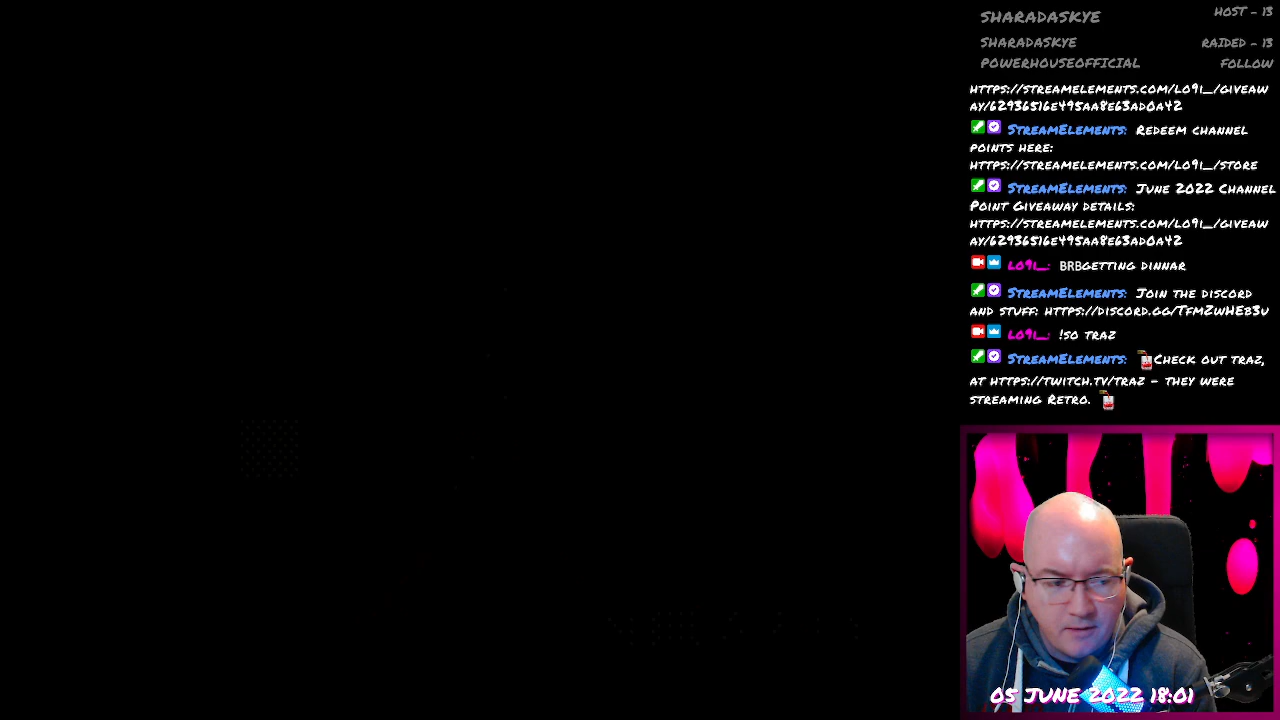 SHARADASKYE HOST - 13
SHARADASKYE RAIDED - 13
POWERHOUSEOFFICIAL FOLLOW
HTTPS://STREAMELEMENTS.COM/LO9I_/GIVEAW
AY/62936516E495AA8E63AD0A42
STREAMELEMENTS: REDEEM CHANNEL
POINTS HERE:
HTTPS://STREAMELEMENTS.COM/LO9I_/STORE
STREAMELEMENTS: JUNE 2022 CHANNEL
POINT GIVEAWAY DETAILS:
HTTPS://STREAMELEMENTS.COM/LO9I_/GIVEAW
AY/62936516E495AA8E63AD0A42
LO9I_: BRBGETTING DINNAR
STREAMELEMENTS: JOIN THE DISCORD
AND STUFF: HTTPS://DISCORD.GG/TFMZWHEB3U
LO9I_: !SO TRAZ
STREAMELEMENTS: CHECK OUT TRAZ,
AT HTTPS://TWITCH.TV/TRAZ - THEY WERE
STREAMING RETRO.
05 JUNE 2022 18:01